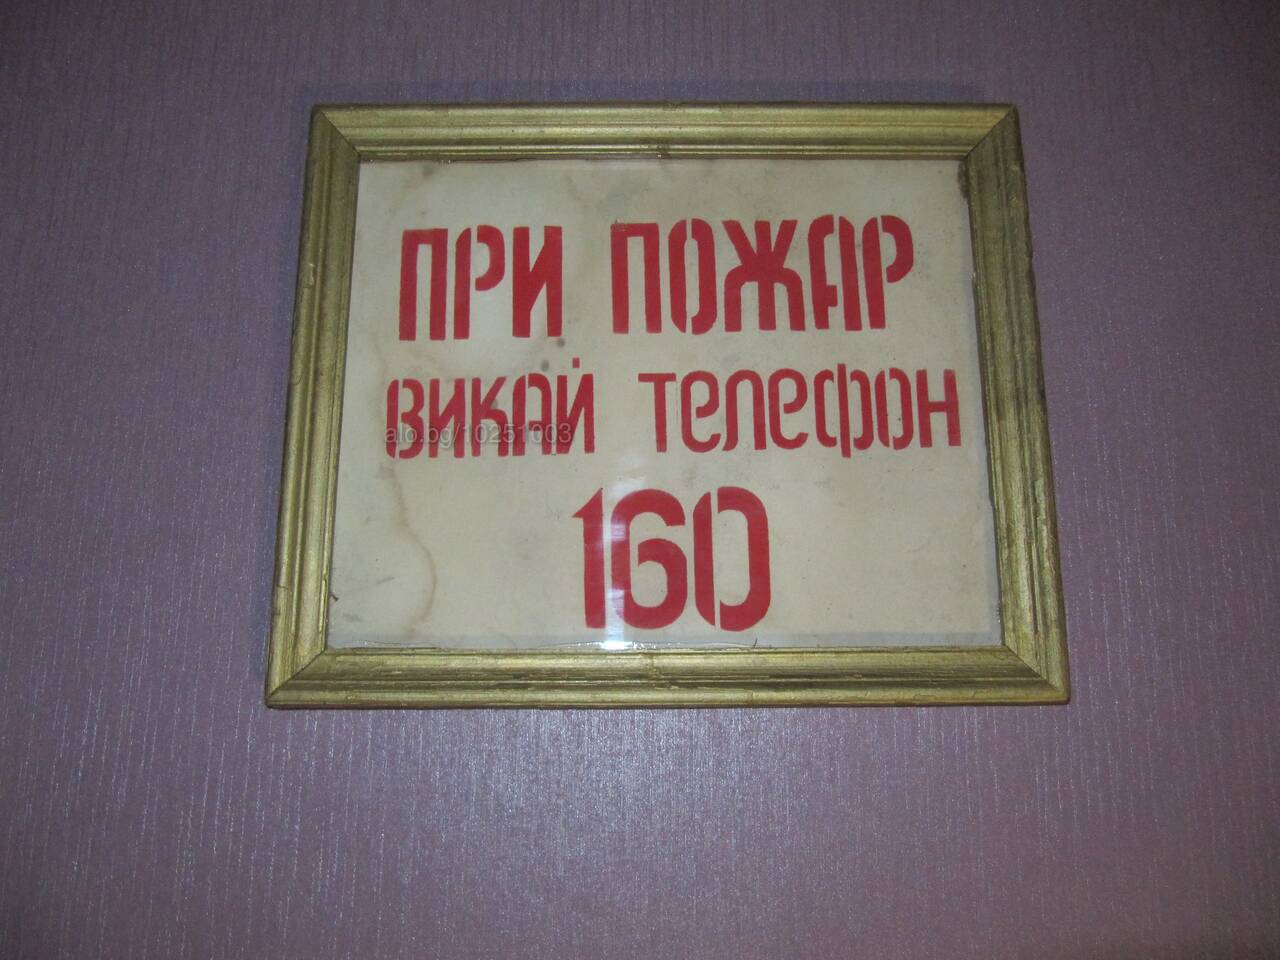 ПРИ ПОЖАР
ВИКАЙ ТЕЛЕФОН
alo.bg/10251003
160